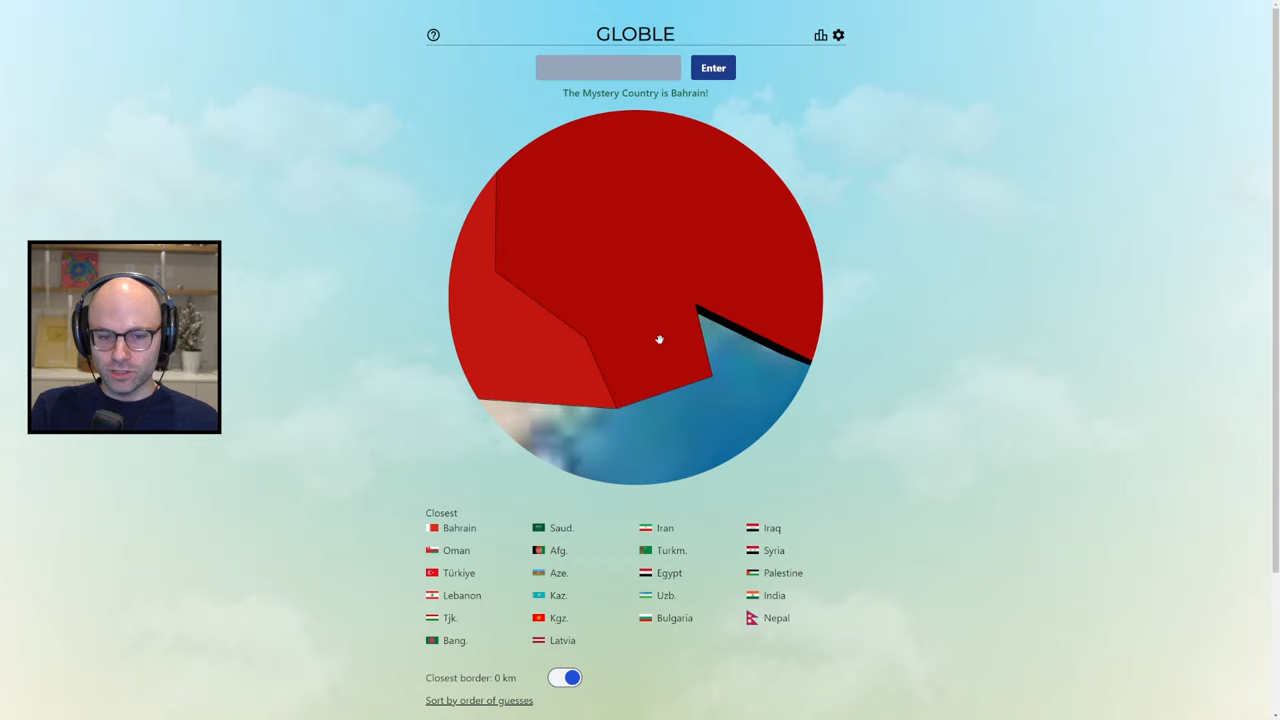 GLOBLE
Enter
The Mystery Country is Bahrain!
Closest
Bahrain Saud. Iran Iraq
Oman Afg. Turkm. Syria
Türkiye Aze. Egypt Palestine
Lebanon Kaz. Uzb. India
Tjk. Kgz. Bulgaria Nepal
Bang. Latvia
Closest border: 0 km
Sort by order of guesses